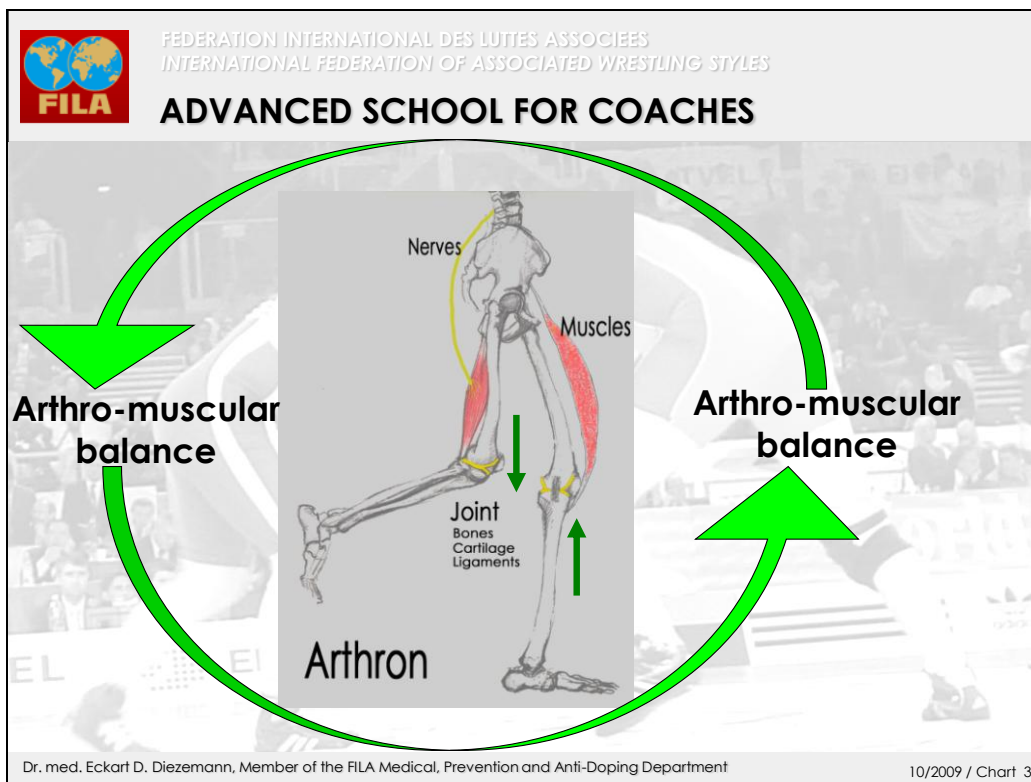 FEDERATION INTERNATIONAL DES LUTTES ASSOCIEES
INTERNATIONAL FEDERATION OF ASSOCIATED WRESTLING STYLES
FILA
ADVANCED SCHOOL FOR COACHES
Nerves
Muscles
Arthro-muscular
balance
Arthro-muscular
balance
Joint
Bones
Cartilage
Ligaments
Arthron
Dr. med. Eckart D. Diezemann, Member of the FILA Medical, Prevention and Anti-Doping Department
10/2009 / Chart 3